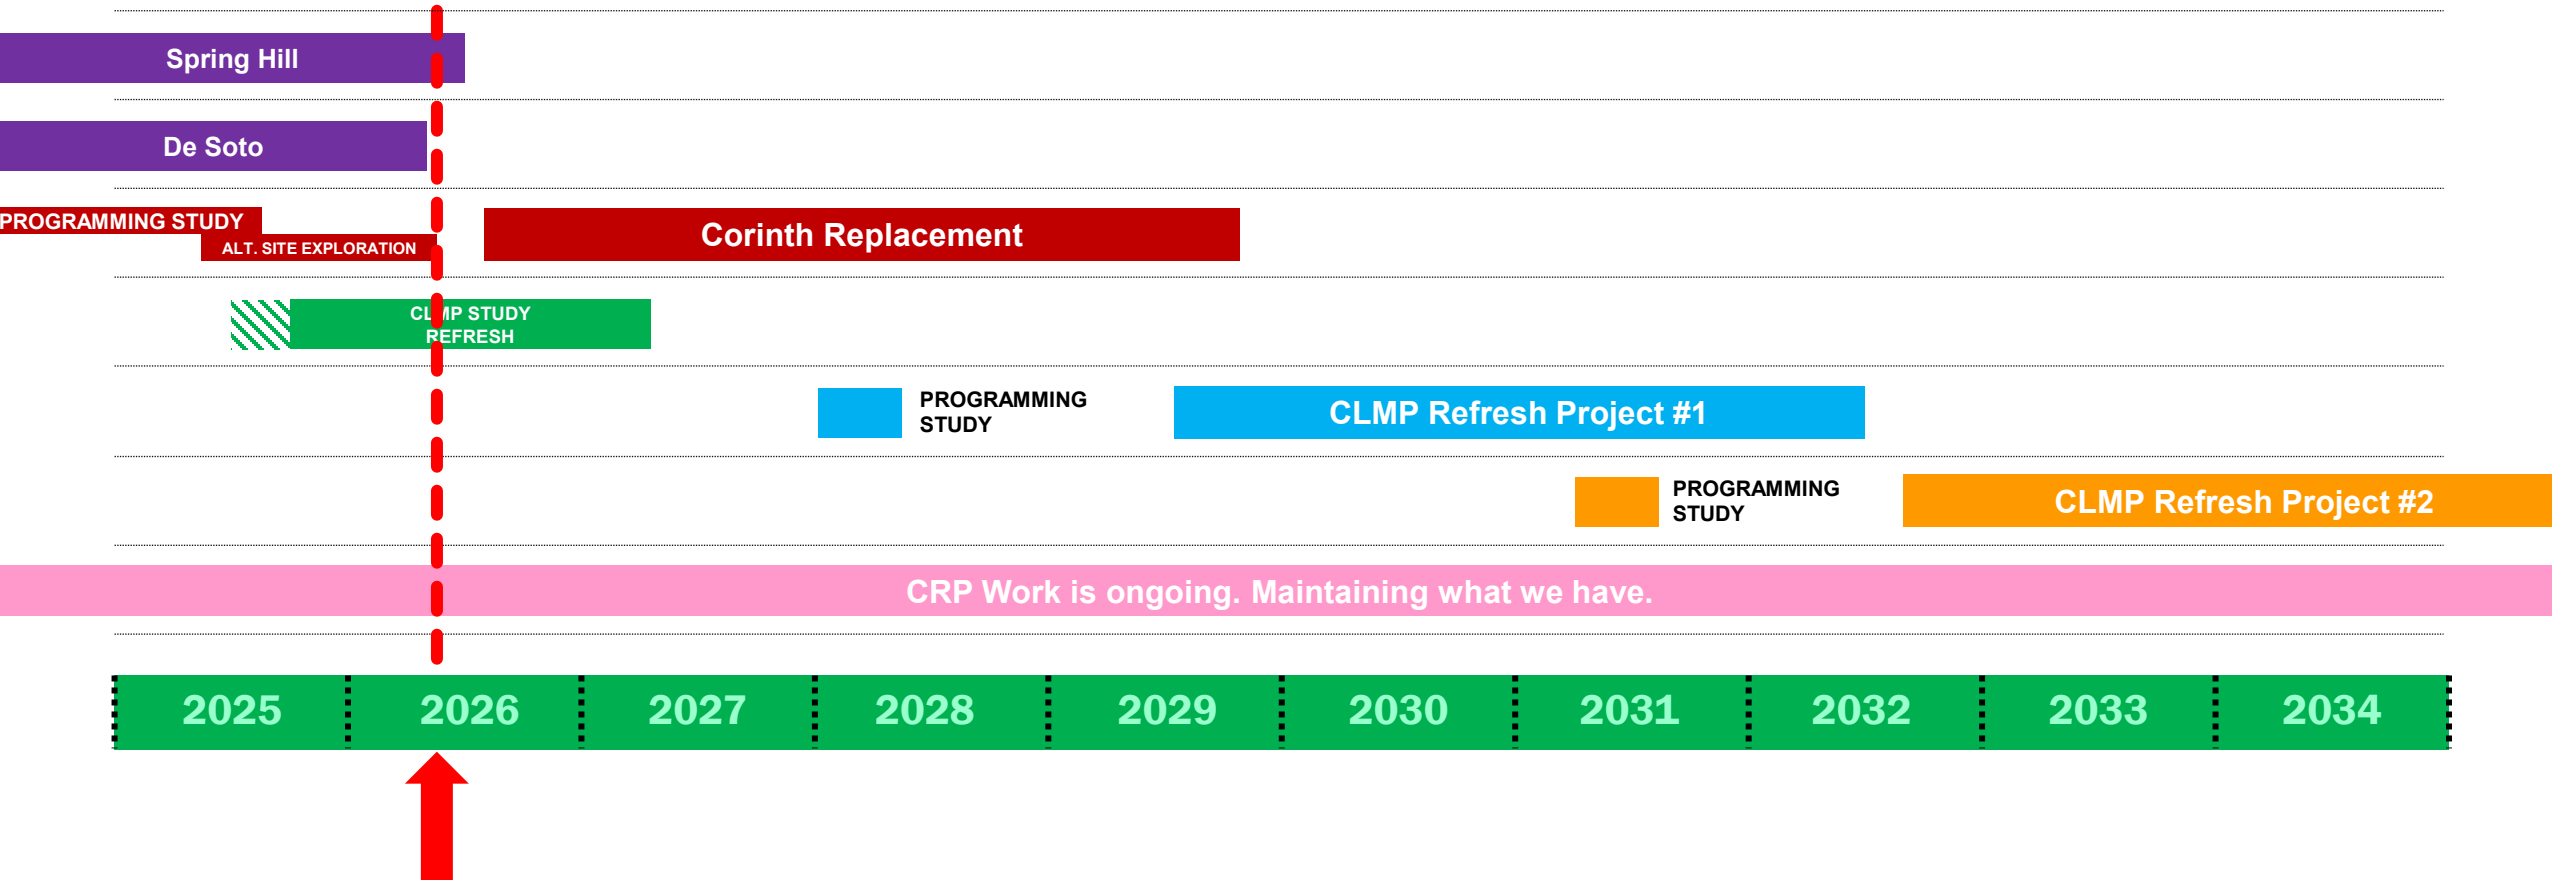 Spring Hill
De Soto
PROGRAMMING STUDY
ALT. SITE EXPLORATION
Corinth Replacement
CLMP STUDY
REFRESH
PROGRAMMING
STUDY
CLMP Refresh Project #1
PROGRAMMING
STUDY
CLMP Refresh Project #2
CRP Work is ongoing. Maintaining what we have.
2025 2026 2027 2028 2029 2030 2031 2032 2033 2034